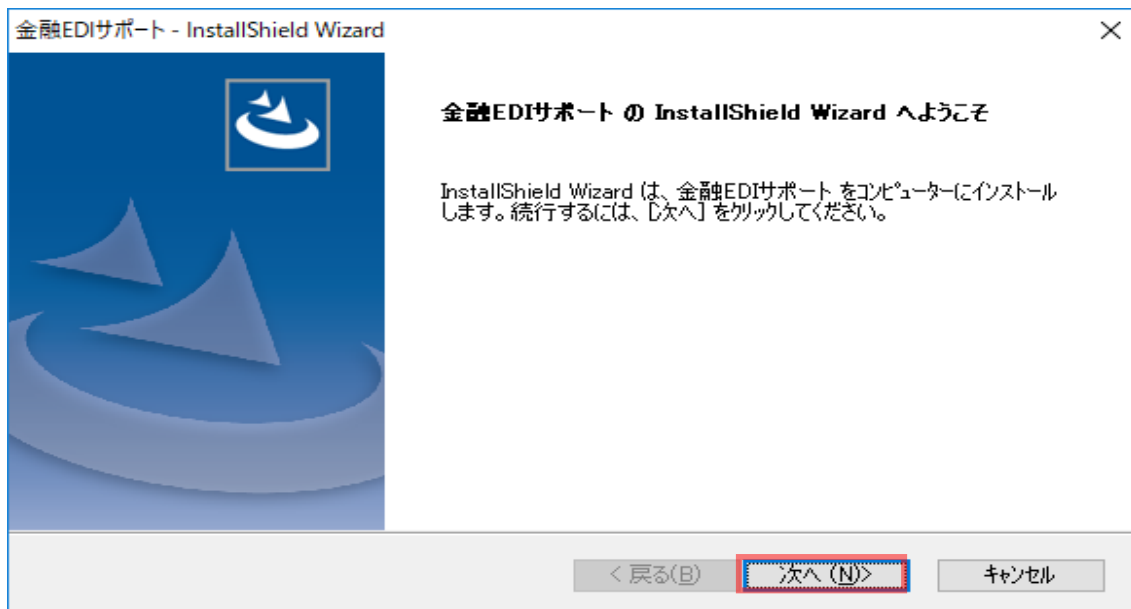 金融EDIサポート - InstallShield Wizard
金融EDIサポート の InstallShield Wizard へようこそ
InstallShield Wizard は、金融EDIサポート をコンピューターにインストール
します。続行するには、[次へ] をクリックしてください。
< 戻る(B)
次へ (N)>
キャンセル